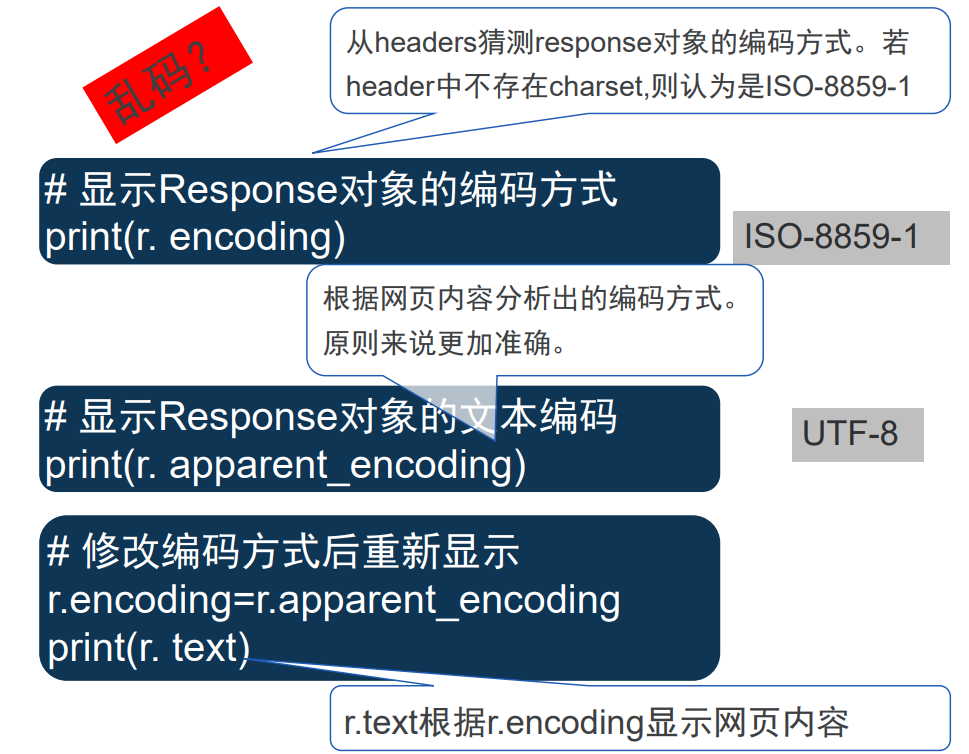 乱码？
从headers猜测response对象的编码方式。若
header中不存在charset,则认为是ISO-8859-1
# 显示Response对象的编码方式
print(r. encoding)
ISO-8859-1
根据网页内容分析出的编码方式。
原则来说更加准确。
# 显示Response对象的文本编码
print(r. apparent_encoding)
UTF-8
# 修改编码方式后重新显示
r.encoding=r.apparent_encoding
print(r. text)
r.text根据r.encoding显示网页内容